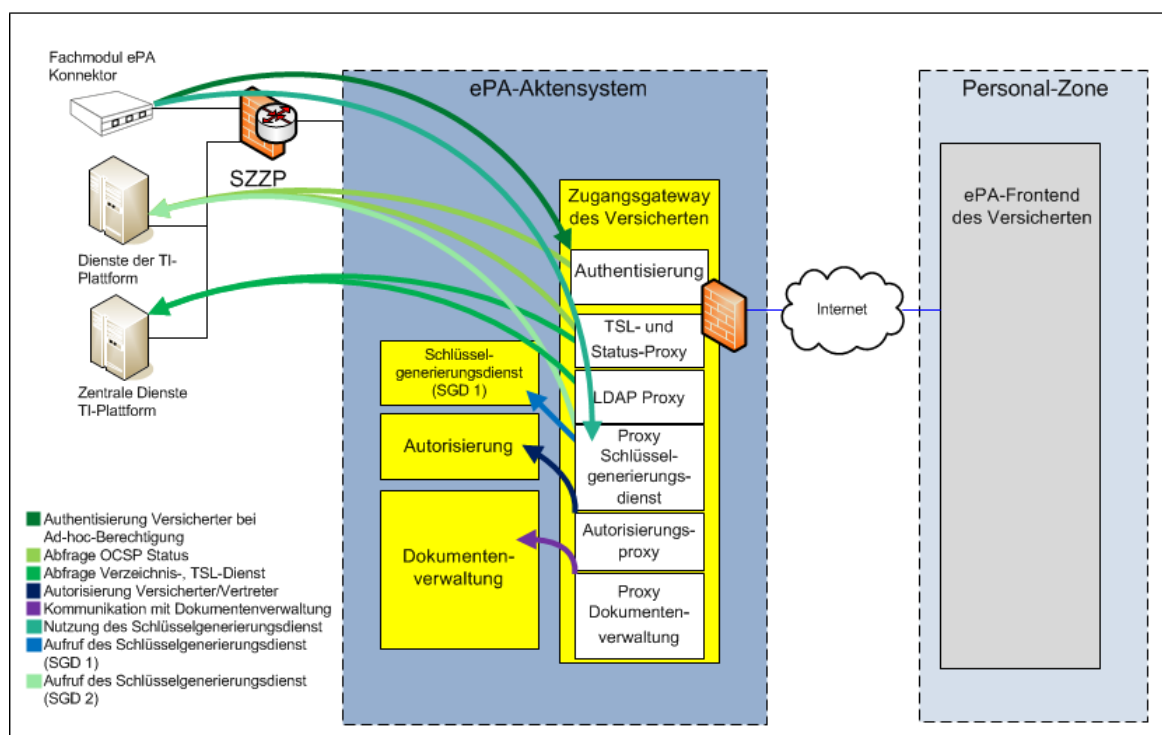 Fachmodul ePA
Konnektor
SZZP
Dienste der TI-
Plattform
Zentrale Dienste
TI-Plattform
ePA-Aktensystem
Zugangsgateway
des Versicherten
Authentisierung
TSL- und
Status-Proxy
LDAP Proxy
Proxy
Schlüssel-
generierungs-
dienst
Autorisierungs-
proxy
Proxy
Dokumenten-
verwaltung
Schlüssel-
generierungsdienst
(SGD 1)
Autorisierung
Dokumenten-
verwaltung
Internet
Personal-Zone
ePA-Frontend
des Versicherten
Authentisierung Versicherter bei
Ad-hoc-Berechtigung
Abfrage OCSP Status
Abfrage Verzeichnis-, TSL-Dienst
Autorisierung Versicherter/Vertreter
Kommunikation mit Dokumentenverwaltung
Nutzung des Schlüsselgenerierungsdienst
Aufruf des Schlüsselgenerierungsdienst
(SGD 1)
Aufruf des Schlüsselgenerierungsdienst
(SGD 2)